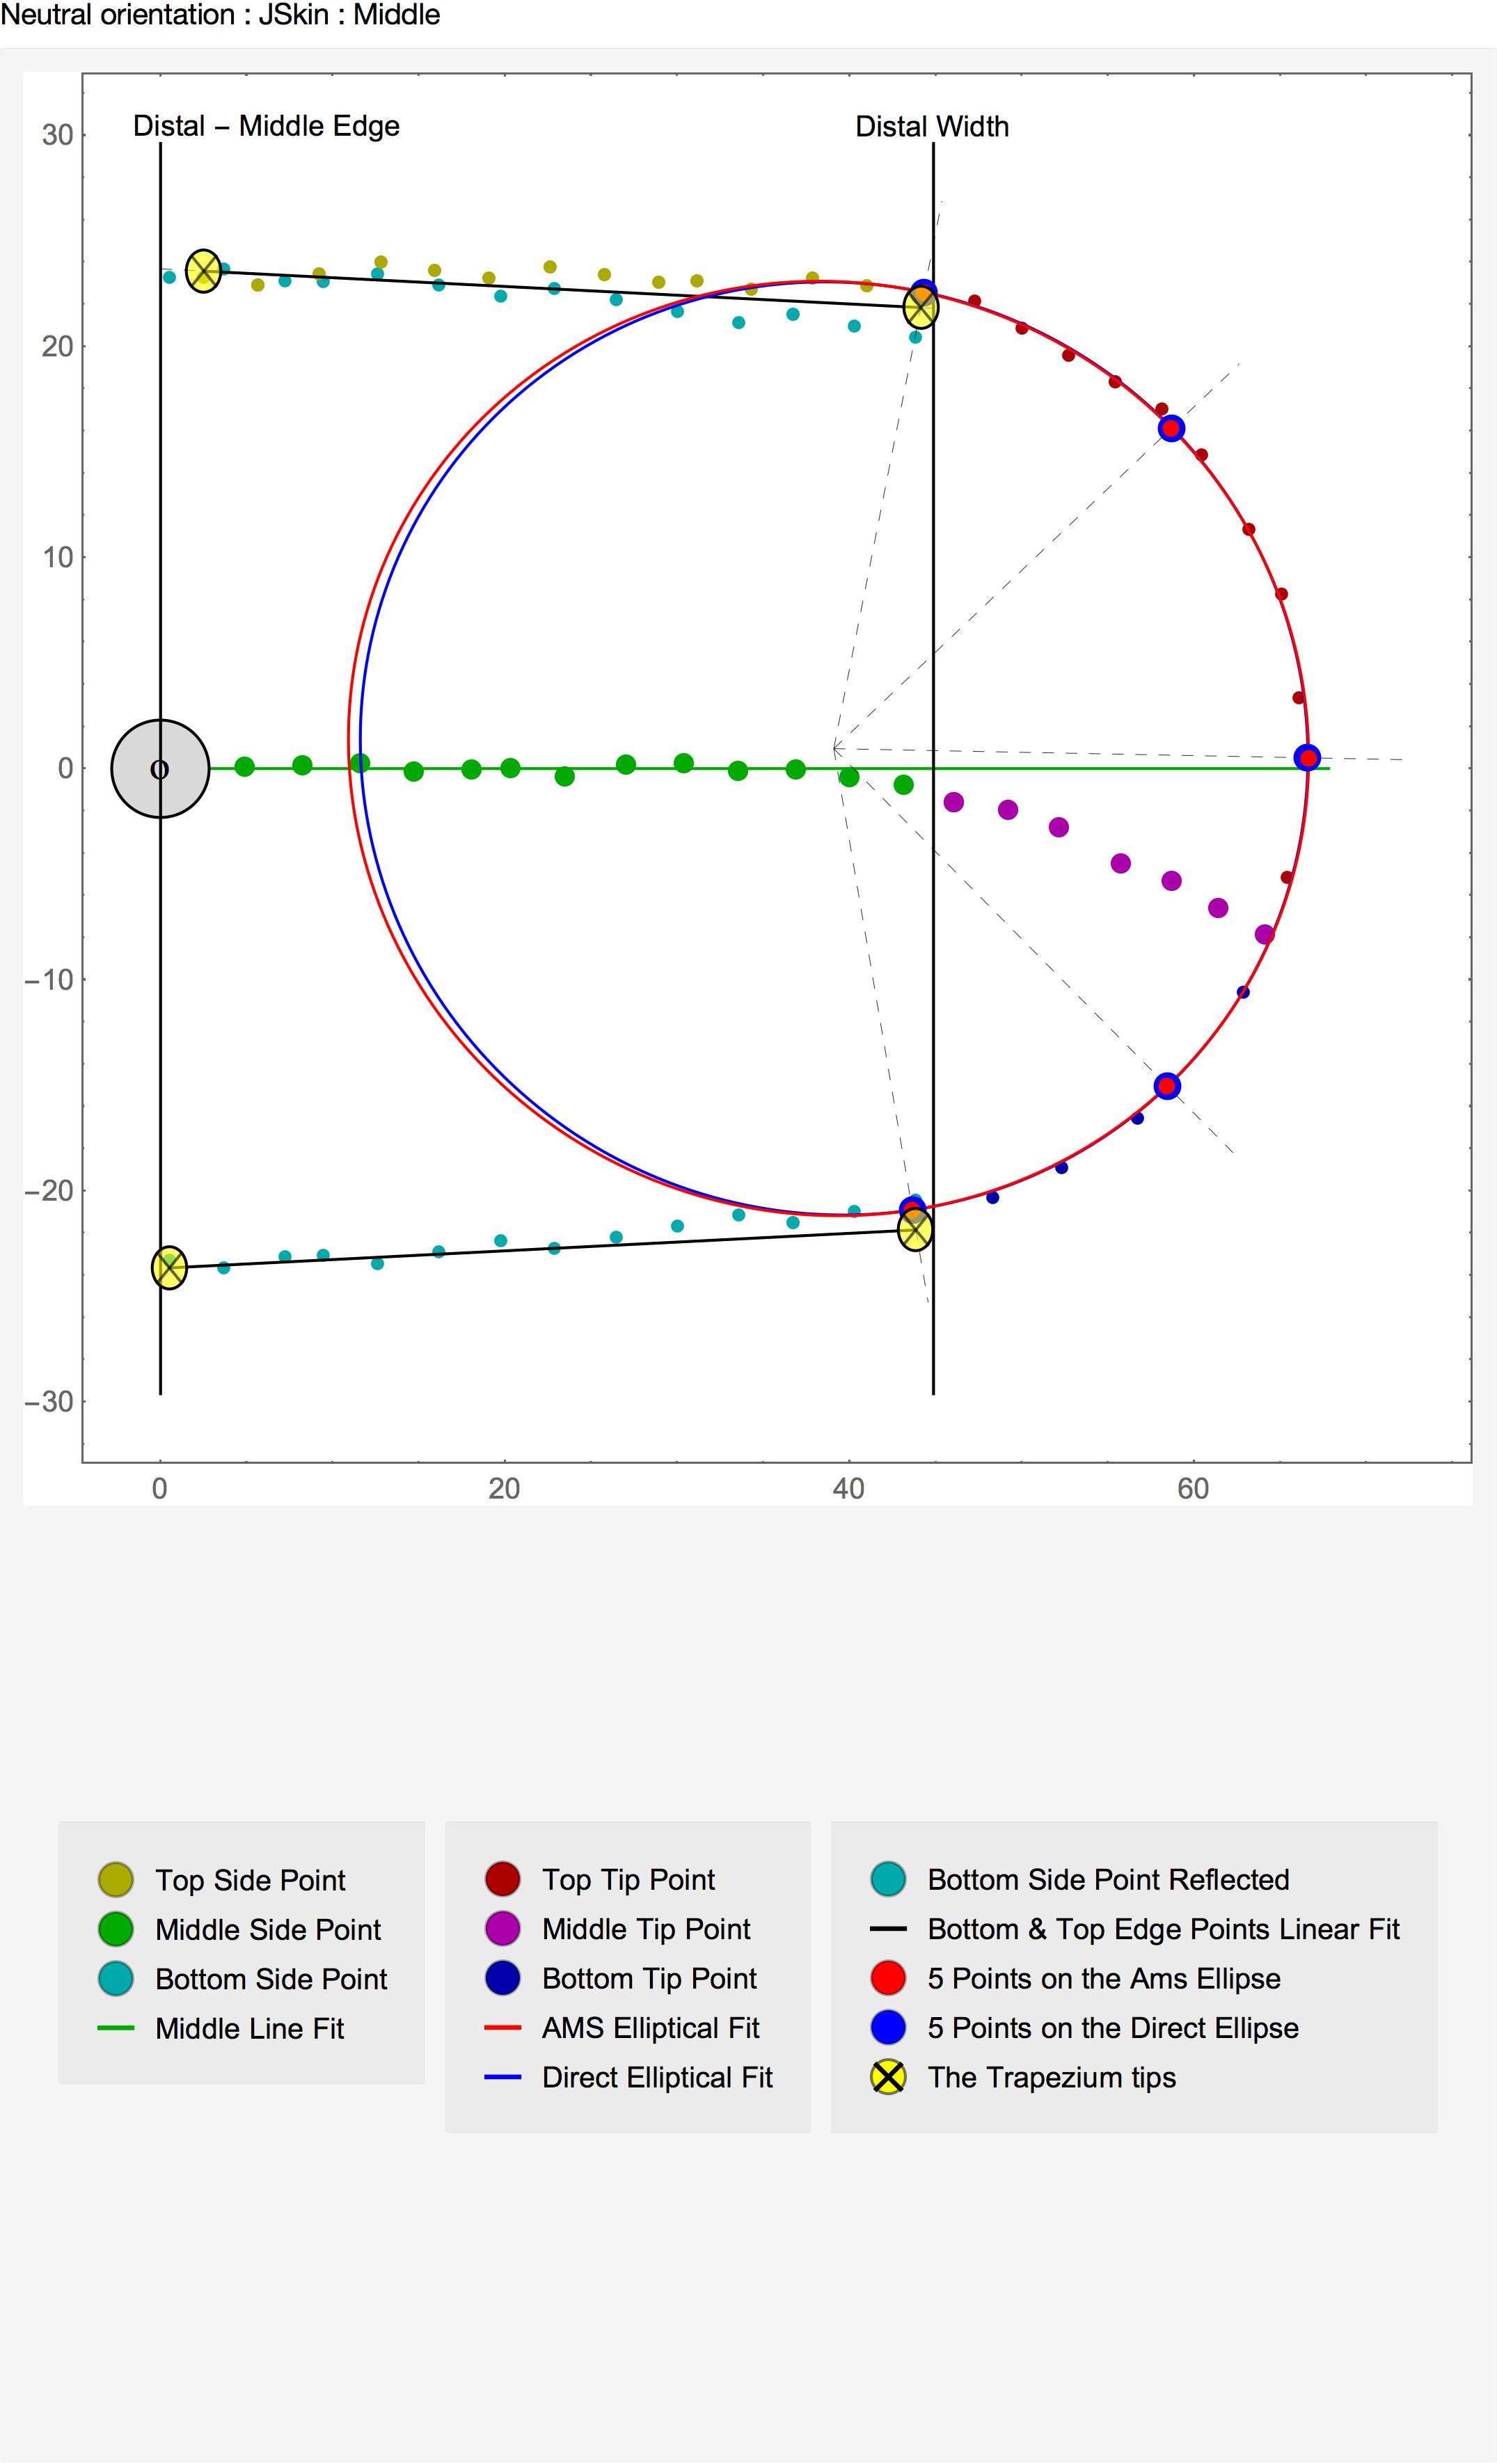 Neutral orientation : JSkin : Middle
Distal – Middle Edge
Distal Width
30
20
10
0
−10
−20
−30
O
0
20
40
60
Top Side Point
Middle Side Point
Bottom Side Point
Middle Line Fit
Top Tip Point
Middle Tip Point
Bottom Tip Point
AMS Elliptical Fit
Direct Elliptical Fit
Bottom Side Point Reflected
Bottom & Top Edge Points Linear Fit
5 Points on the Ams Ellipse
5 Points on the Direct Ellipse
The Trapezium tips